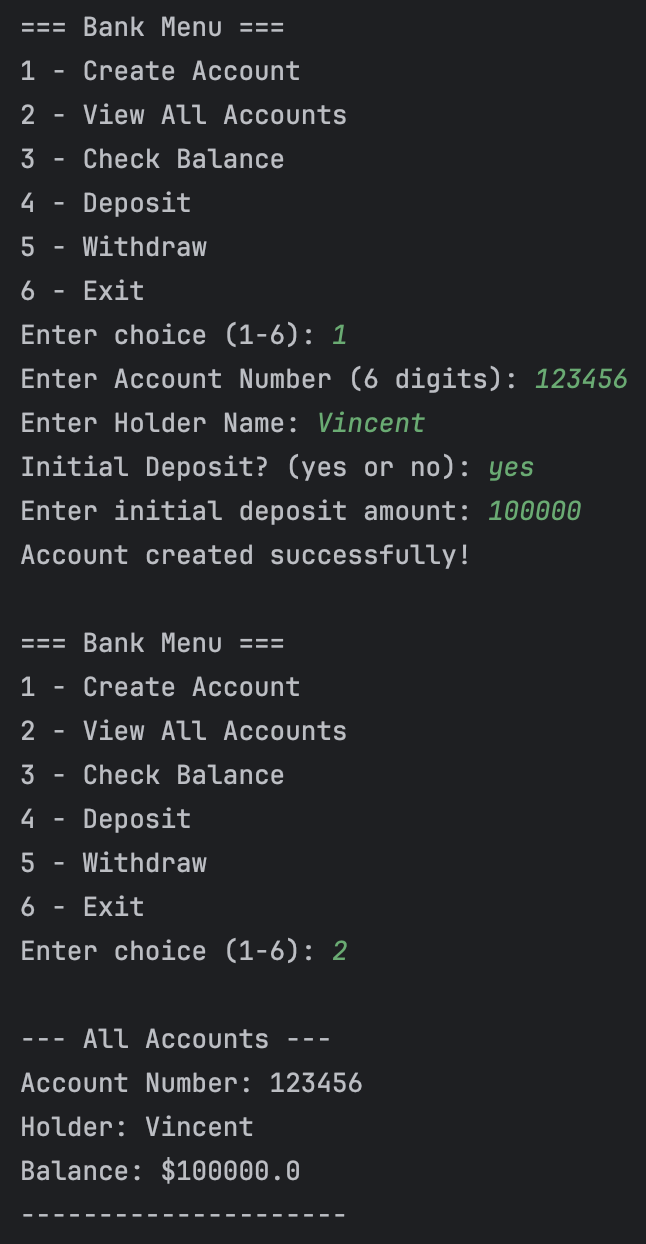 === Bank Menu ===
1 - Create Account
2 - View All Accounts
3 - Check Balance
4 - Deposit
5 - Withdraw
6 - Exit
Enter choice (1-6): 1
Enter Account Number (6 digits): 123456
Enter Holder Name: Vincent
Initial Deposit? (yes or no): yes
Enter initial deposit amount: 100000
Account created successfully!

=== Bank Menu ===
1 - Create Account
2 - View All Accounts
3 - Check Balance
4 - Deposit
5 - Withdraw
6 - Exit
Enter choice (1-6): 2

--- All Accounts ---
Account Number: 123456
Holder: Vincent
Balance: $100000.0
---------------------